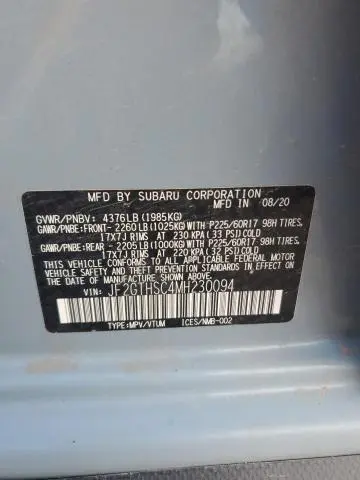 MFD BY SUBARU CORPORATION
MFD IN 08/20
GVWR/PNBV: 4376LB (1985KG)
GAWR/PNBE:FRONT- 2260LB (1025KG)WITH P225/60R17 98H TIRES,
17X7J RIMS AT 230 KPA (33 PSI)COLD
GAWR/PNBE:REAR - 2205LB (1000KG)WITH P225/60R17 98H TIRES,
17X7J RIMS AT 220 KPA (32 PSI)COLD
THIS VEHICLE CONFORMS TO ALL APPLICABLE FEDERAL MOTOR
VEHICLE SAFETY, BUMPER, AND THEFT PREVENTION STANDARDS
IN EFFECT ON THE DATE OF MANUFACTURE SHOWN ABOVE.
VIN: JF2GTHSC4MH230094
TYPE:MPV/VTUM ICES/NMB-002